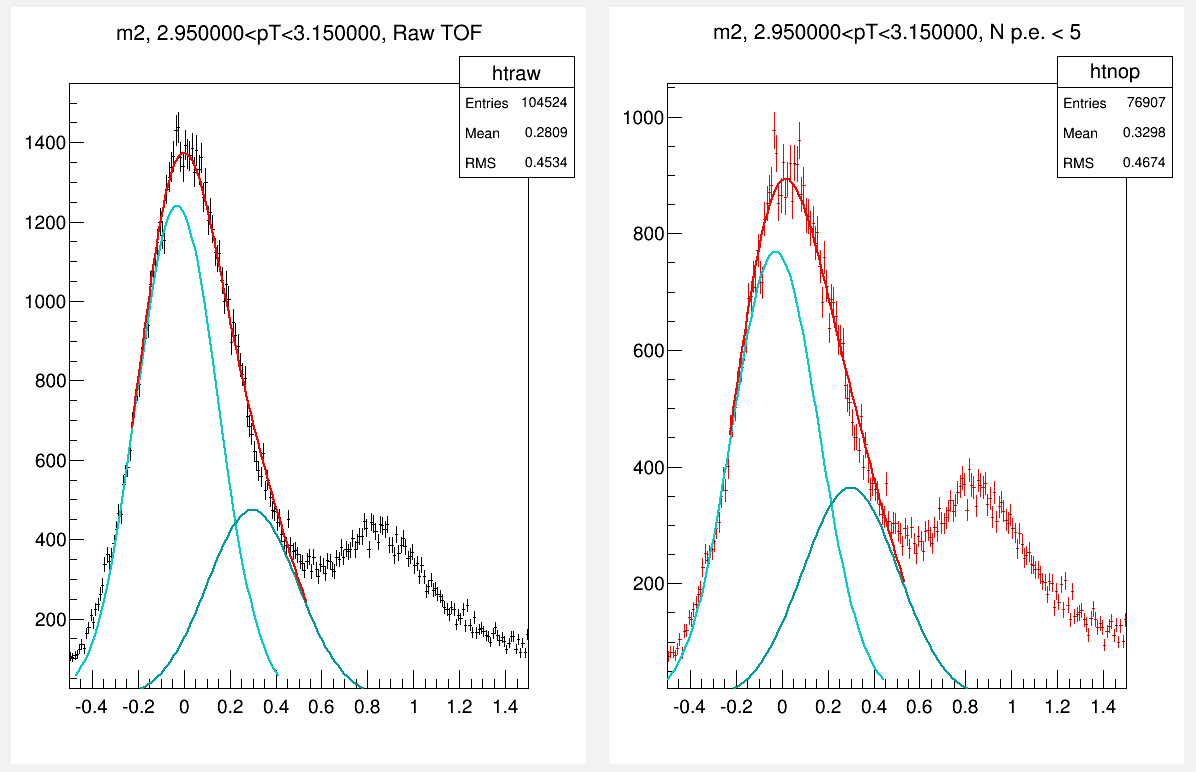 m2, 2.950000<pT<3.150000, Raw TOF
htraw
Entries 104524
Mean 0.2809
RMS 0.4534
1400
1200
1000
800
600
400
200
-0.4 -0.2 0 0.2 0.4 0.6 0.8 1 1.2 1.4
m2, 2.950000<pT<3.150000, N p.e. < 5
htnop
Entries 76907
Mean 0.3298
RMS 0.4674
1000
800
600
400
200
-0.4 -0.2 0 0.2 0.4 0.6 0.8 1 1.2 1.4